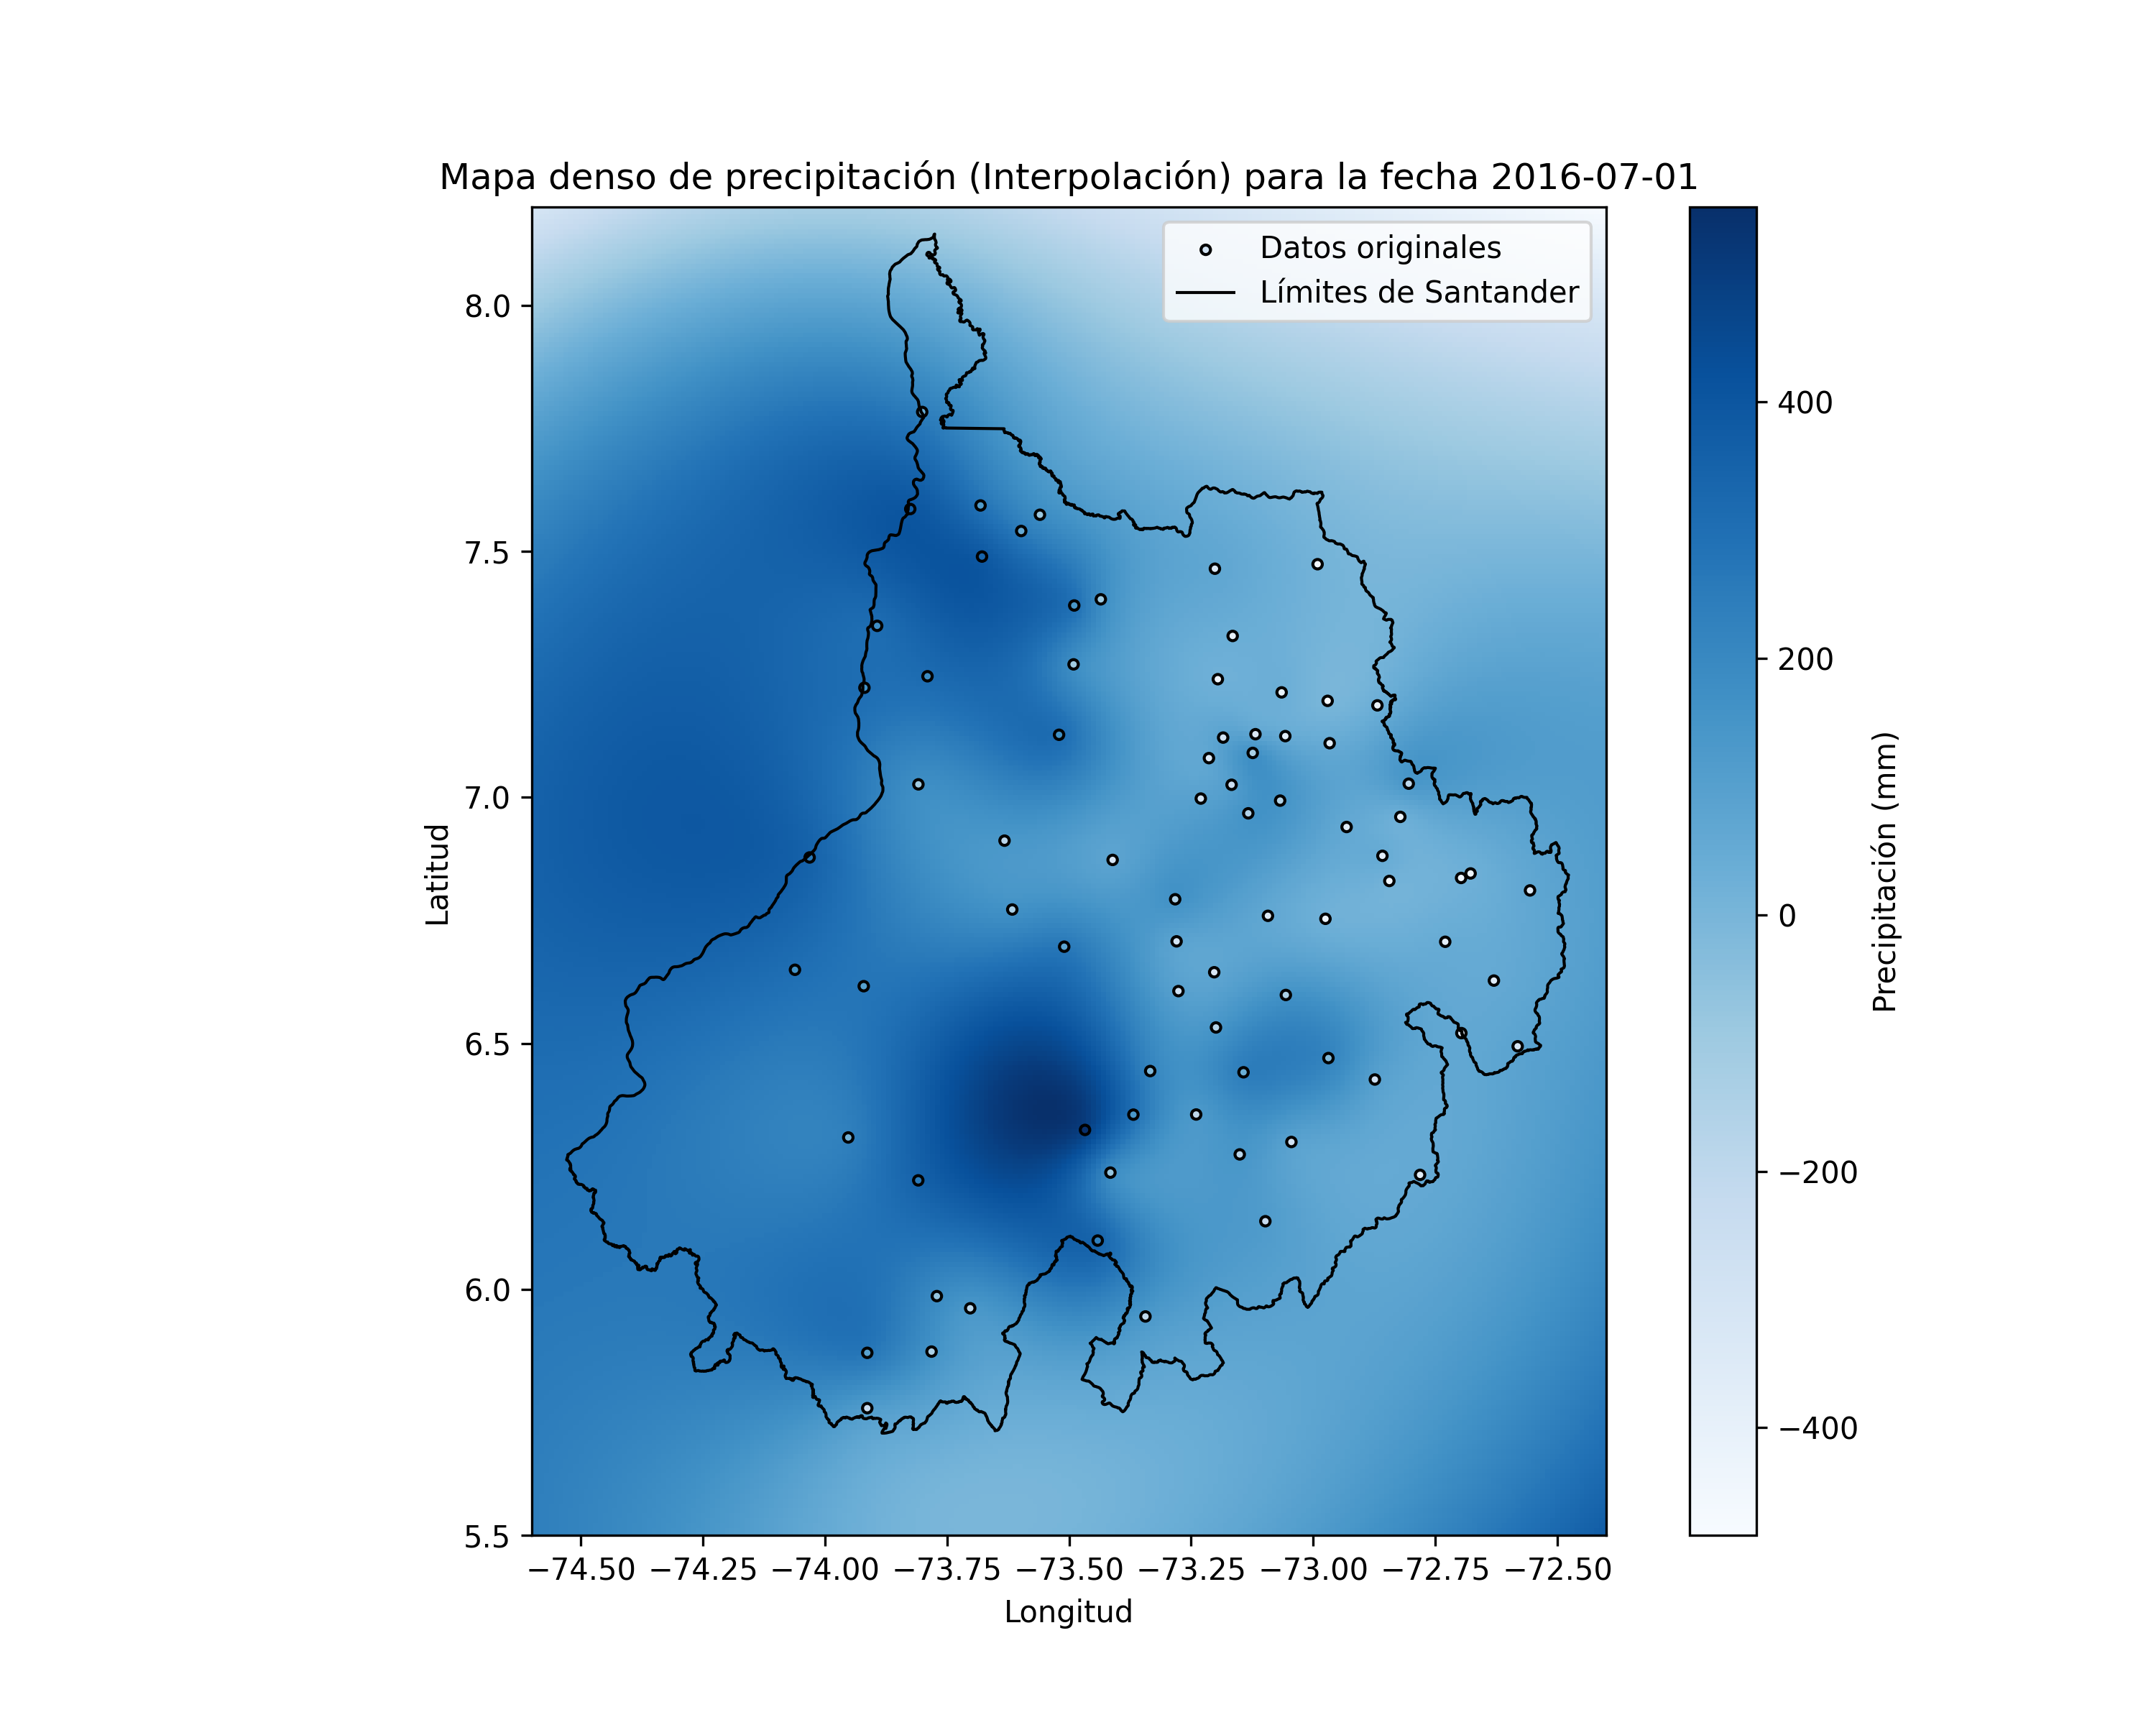 Mapa denso de precipitación (Interpolación) para la fecha 2016-07-01
Datos originales
Límites de Santander
8.0
7.5
7.0
6.5
6.0
5.5
Latitud
−74.50 −74.25 −74.00 −73.75 −73.50 −73.25 −73.00 −72.75 −72.50
Longitud
400
200
0
−200
−400
Precipitación (mm)